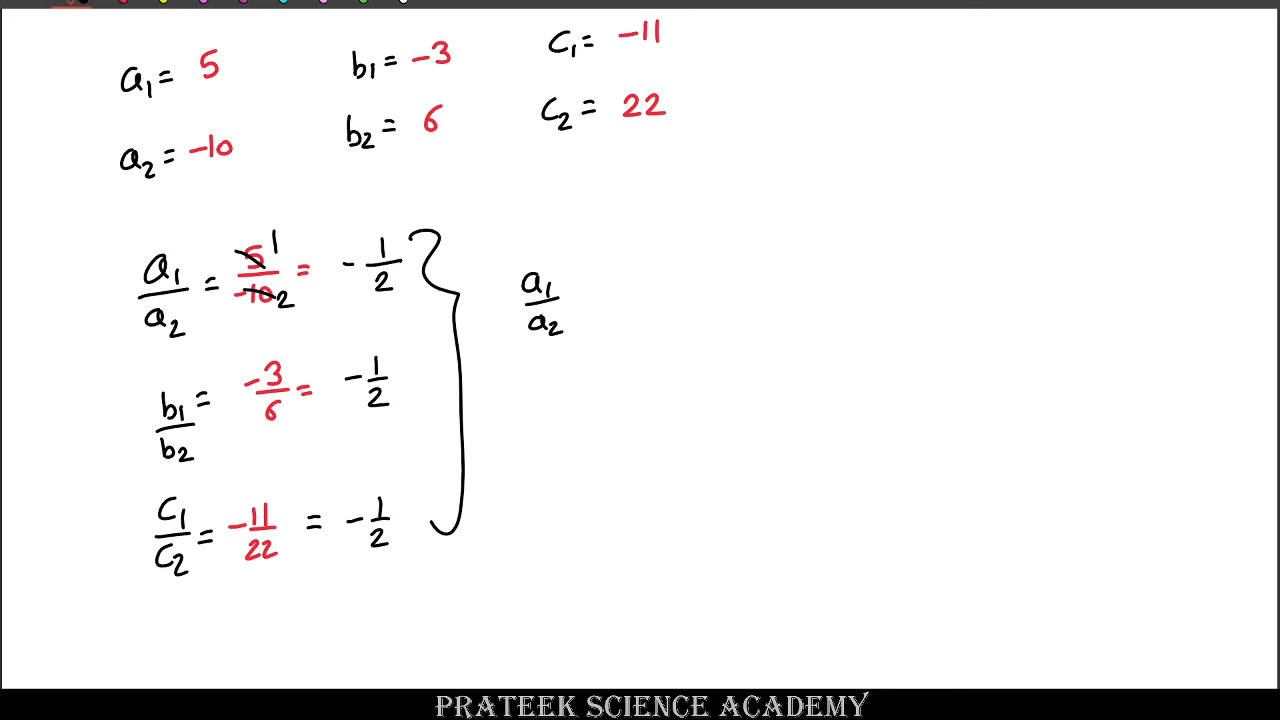 a₁ = 5 b₁ = -3 c₁ = -11
a₂ = -10 b₂ = 6 c₂ = 22
a₁/a₂ = 5/-10 1 2 = -1/2
a₁/a₂
b₁/b₂ = -3/6 = -1/2
c₁/c₂ = -11/22 = -1/2
PRATEEK SCIENCE ACADEMY